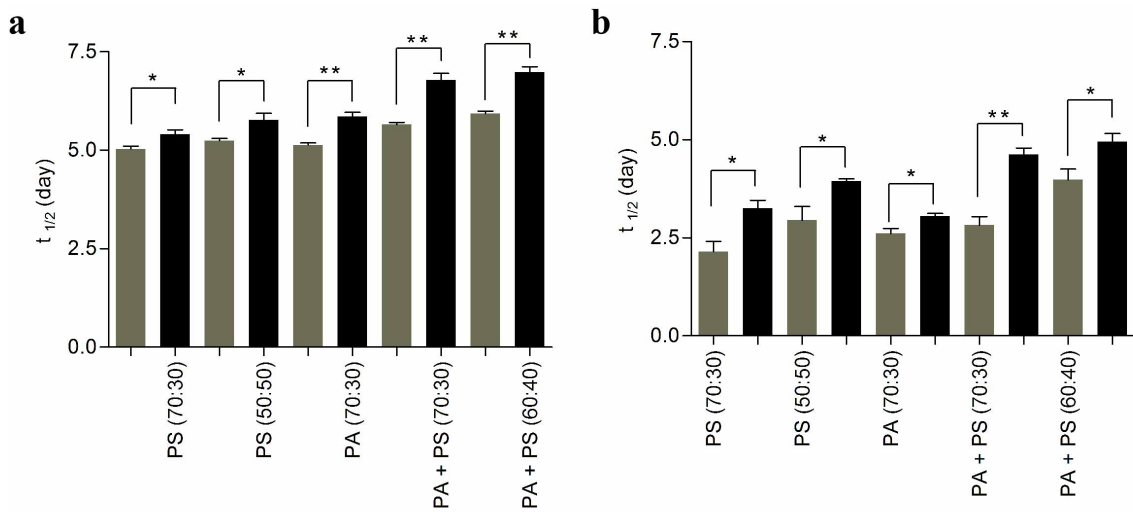 a
7.5
5.0
2.5
0.0
t 1/2 (day)
*
*
**
**
**
PS (70:30)
PS (50:50)
PA (70:30)
PA + PS (70:30)
PA + PS (60:40)
b
7.5
5.0
2.5
0.0
t 1/2 (day)
*
*
*
**
*
PS (70:30)
PS (50:50)
PA (70:30)
PA + PS (70:30)
PA + PS (60:40)